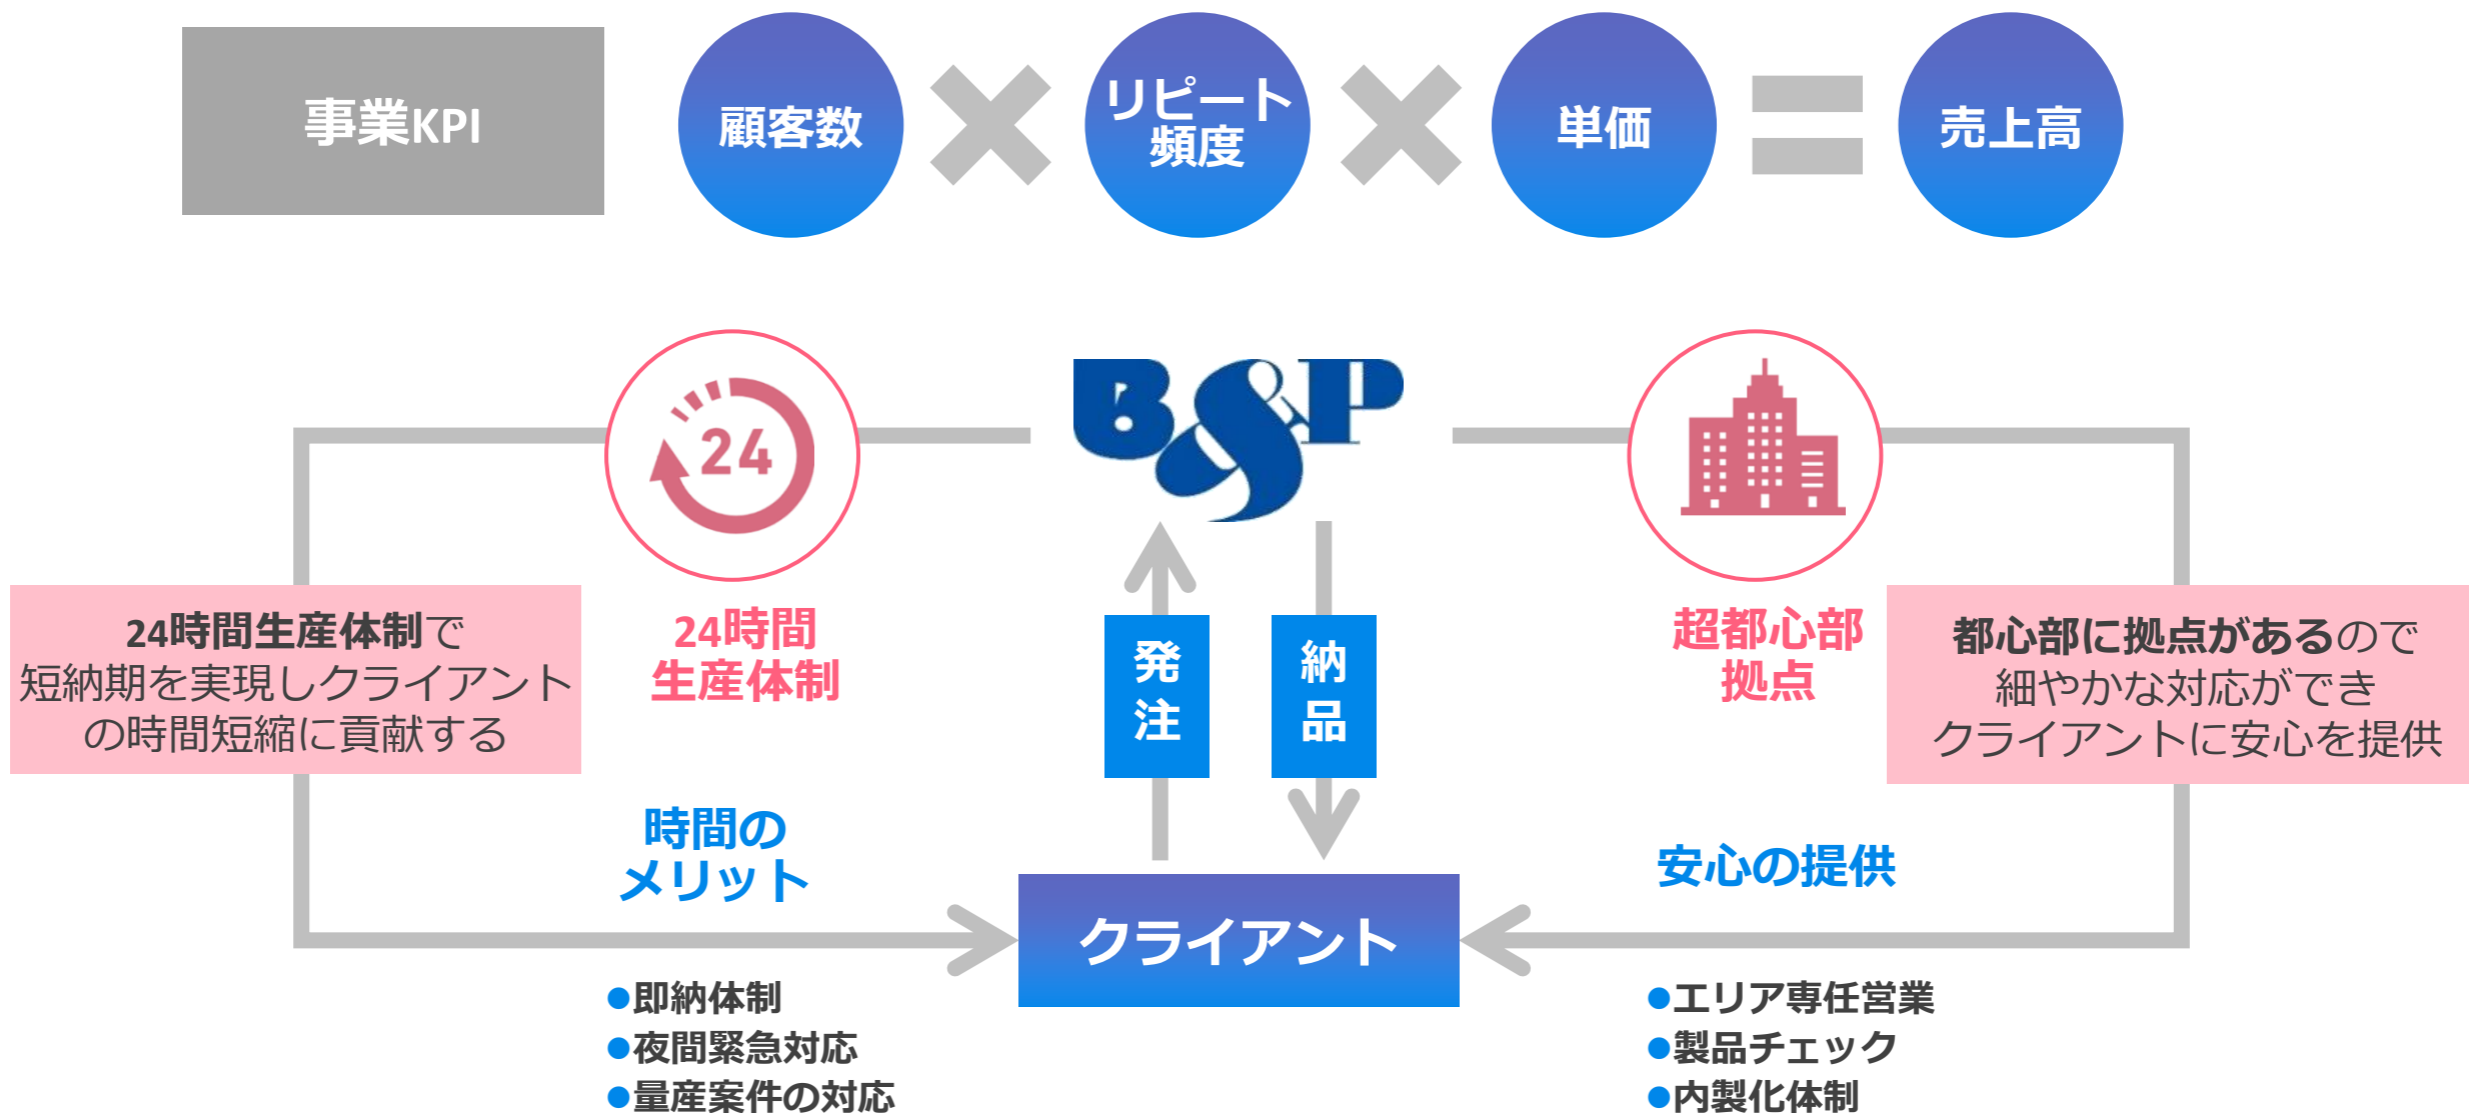 事業KPI
顧客数
リピート
頻度
単価
売上高
24
B&P
24時間生産体制で
短納期を実現しクライアント
の時間短縮に貢献する
24時間
生産体制
発注
納品
超都心部
拠点
都心部に拠点があるので
細やかな対応ができ
クライアントに安心を提供
時間の
メリット
安心の提供
クライアント
●即納体制
●夜間緊急対応
●量産案件の対応
●エリア専任営業
●製品チェック
●内製化体制